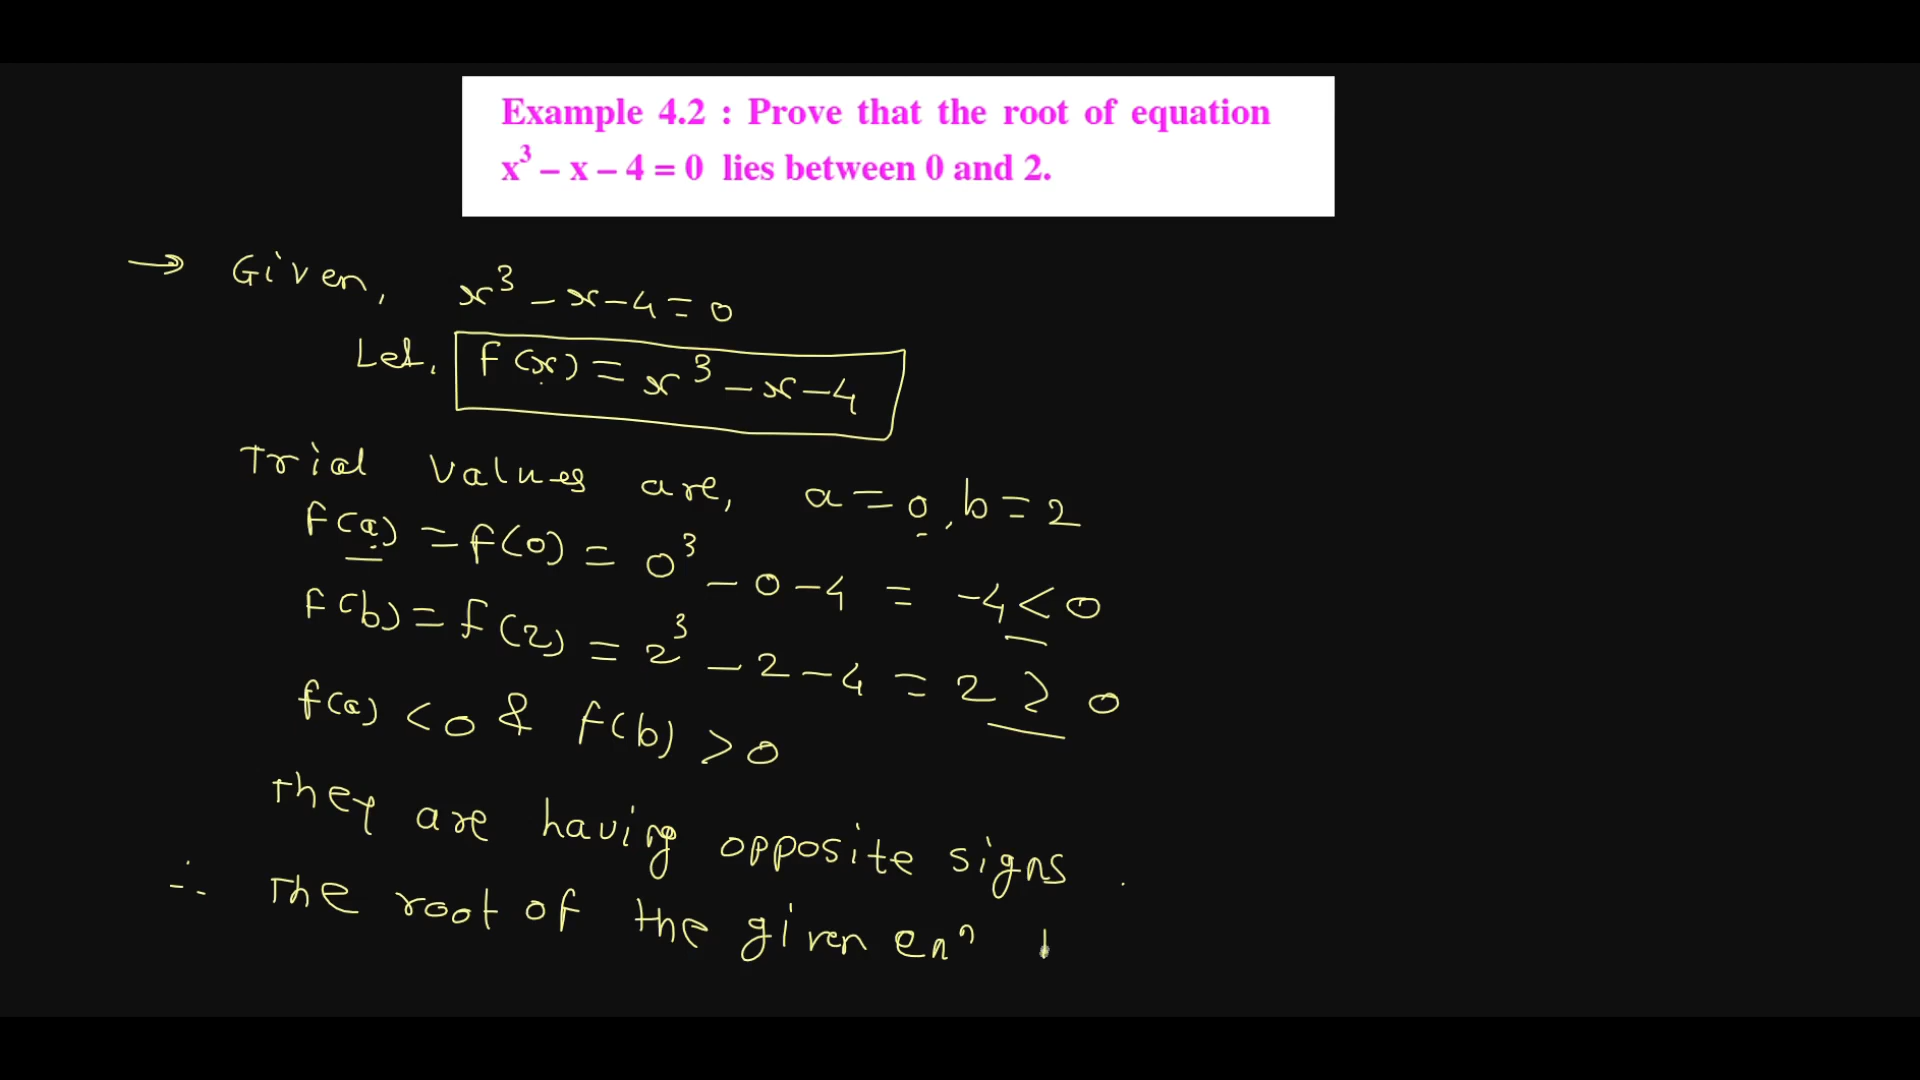 Example 4.2 : Prove that the root of equation
x³ – x – 4 = 0 lies between 0 and 2.
→ Given, x³ – x – 4 = 0
Let, f(x) = x³ – x – 4
Trial values are, a = 0, b = 2
f(a) = f(0) = 0³ – 0 – 4 = -4 < 0
f(b) = f(2) = 2³ – 2 – 4 = 2 > 0
f(a) < 0 & f(b) > 0
They are having opposite signs.
∴ The root of the given eqⁿ l